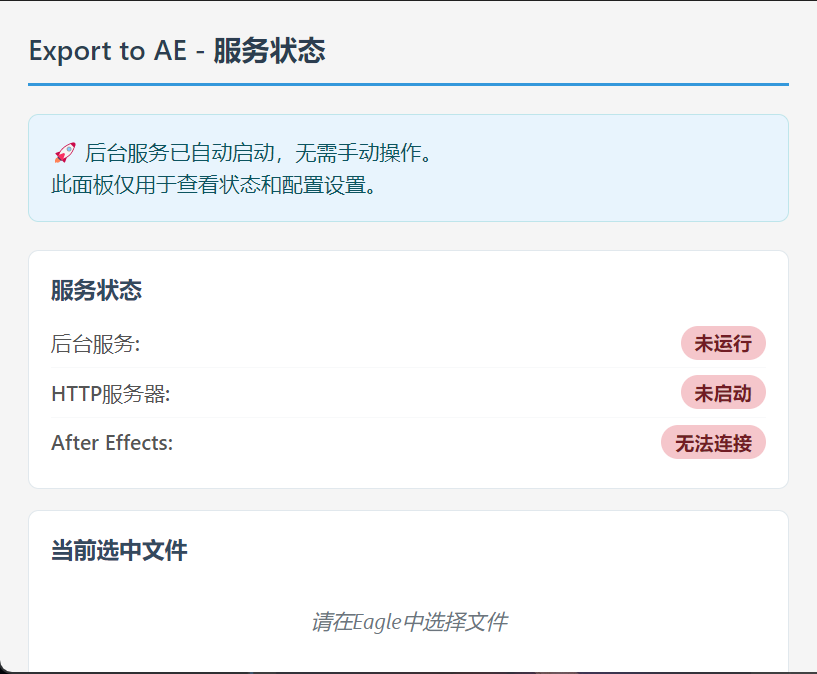 Export to AE - 服务状态
🚀 后台服务已自动启动，无需手动操作。
此面板仅用于查看状态和配置设置。
服务状态
后台服务: 未运行
HTTP服务器: 未启动
After Effects: 无法连接
当前选中文件
请在Eagle中选择文件